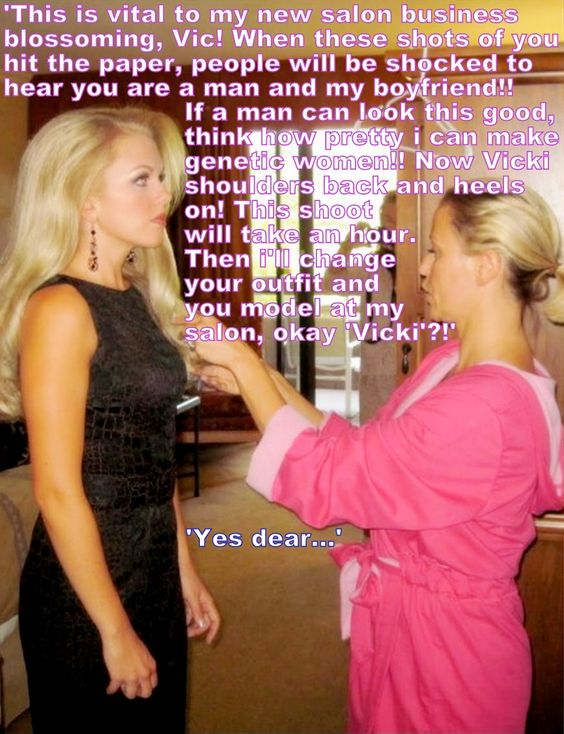 'This is vital to my new salon business
blossoming, Vic! When these shots of you
hit the paper, people will be shocked to
hear you are a man and my boyfriend!!
If a man can look this good,
think how pretty i can make
genetic women!! Now Vicki
shoulders back and heels
on! This shoot
will take an hour.
Then i'll change
your outfit and
you model at my
salon, okay 'Vicki'?!'
'Yes dear...'